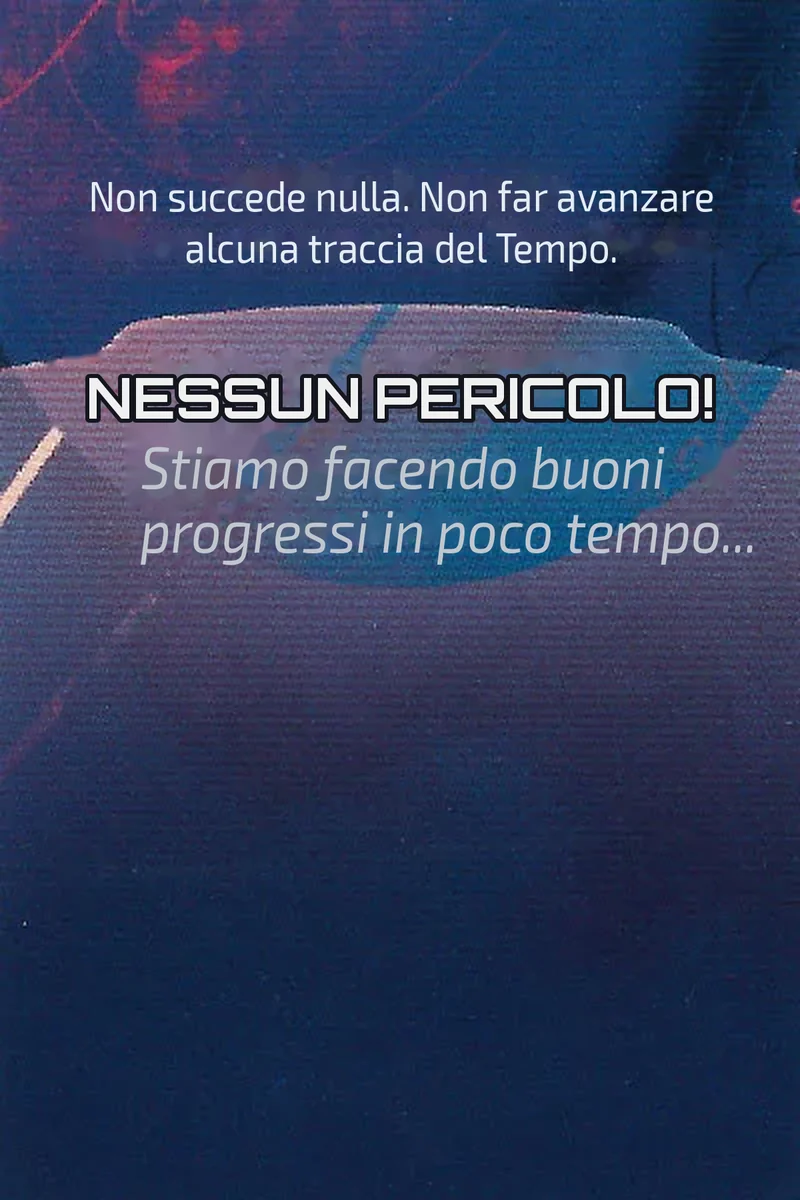 Non succede nulla. Non far avanzare
alcuna traccia del Tempo.
NESSUN PERICOLO!
Stiamo facendo buoni
progressi in poco tempo...